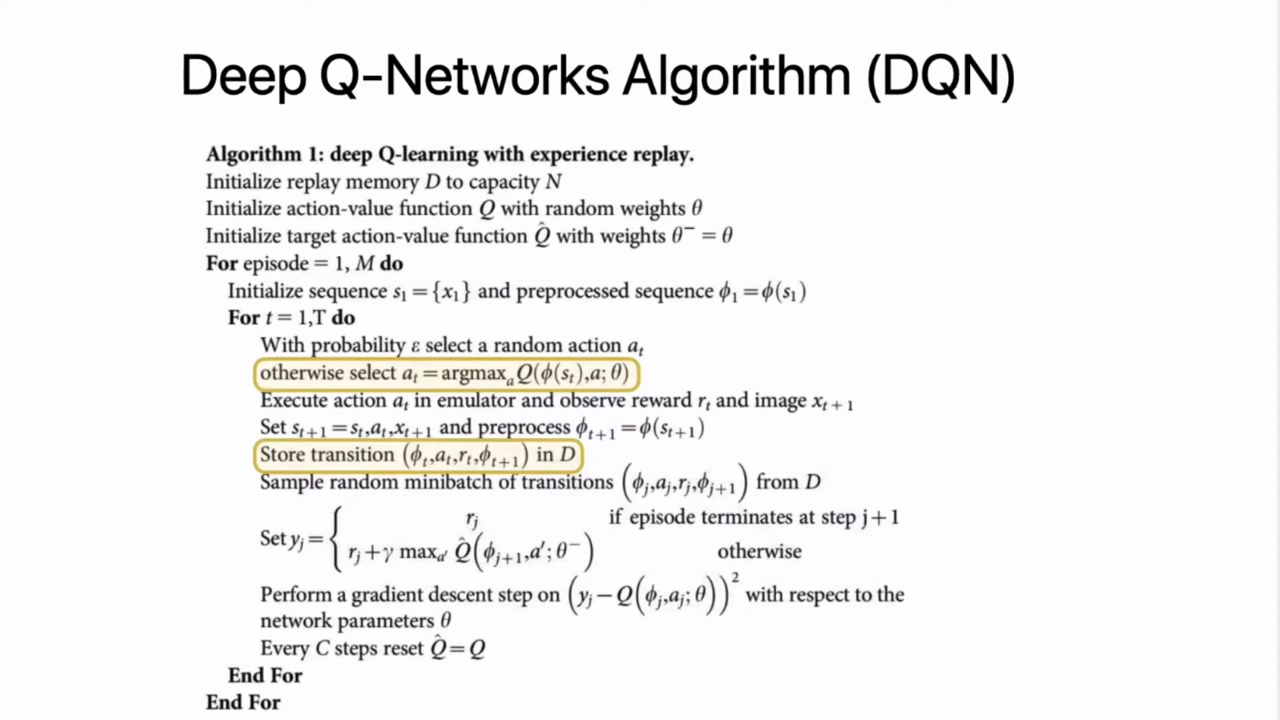 Deep Q-Networks Algorithm (DQN)
Algorithm 1: deep Q-learning with experience replay.
Initialize replay memory D to capacity N
Initialize action-value function Q with random weights θ
Initialize target action-value function Q̂ with weights θ⁻ = θ
For episode = 1, M do
Initialize sequence s₁ = {x₁} and preprocessed sequence ϕ₁ = ϕ(s₁)
For t = 1,T do
With probability ε select a random action aₜ
otherwise select aₜ = argmaxₐ Q(ϕ(sₜ),a; θ)
Execute action aₜ in emulator and observe reward rₜ and image xₜ₊₁
Set sₜ₊₁ = sₜ,aₜ,xₜ₊₁ and preprocess ϕₜ₊₁ = ϕ(sₜ₊₁)
Store transition (ϕₜ,aₜ,rₜ,ϕₜ₊₁) in D
Sample random minibatch of transitions (ϕⱼ,aⱼ,rⱼ,ϕⱼ₊₁) from D
Set yⱼ = { rⱼ if episode terminates at step j+1
rⱼ + γ maxₐ′ Q̂(ϕⱼ₊₁,a′; θ⁻) otherwise
Perform a gradient descent step on (yⱼ − Q(ϕⱼ,aⱼ; θ))² with respect to the
network parameters θ
Every C steps reset Q̂ = Q
End For
End For